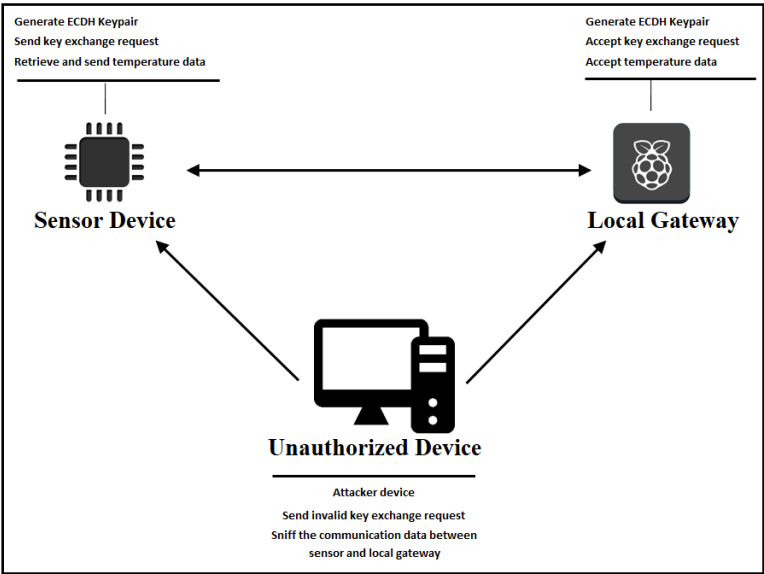 Generate ECDH Keypair
Send key exchange request
Retrieve and send temperature data
Sensor Device
Generate ECDH Keypair
Accept key exchange request
Accept temperature data
Local Gateway
Unauthorized Device
Attacker device
Send invalid key exchange request
Sniff the communication data between
sensor and local gateway